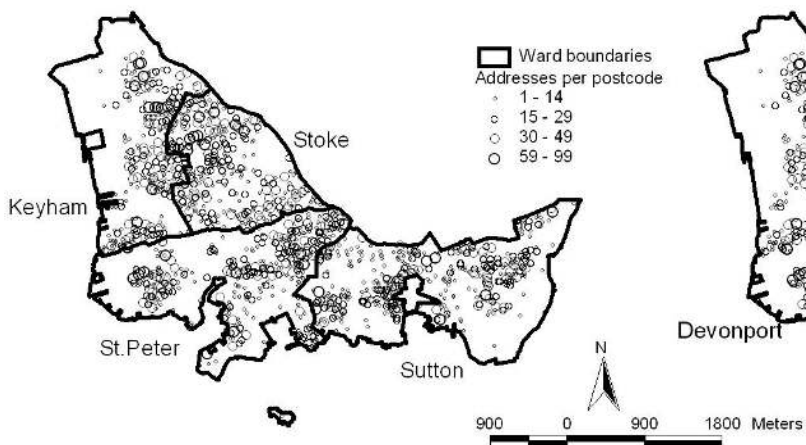 Ward boundaries
Addresses per postcode
1 - 14
15 - 29
30 - 49
59 - 99
Stoke
Keyham
St.Peter
Sutton
Devonport
N
900 0 900 1800 Meters